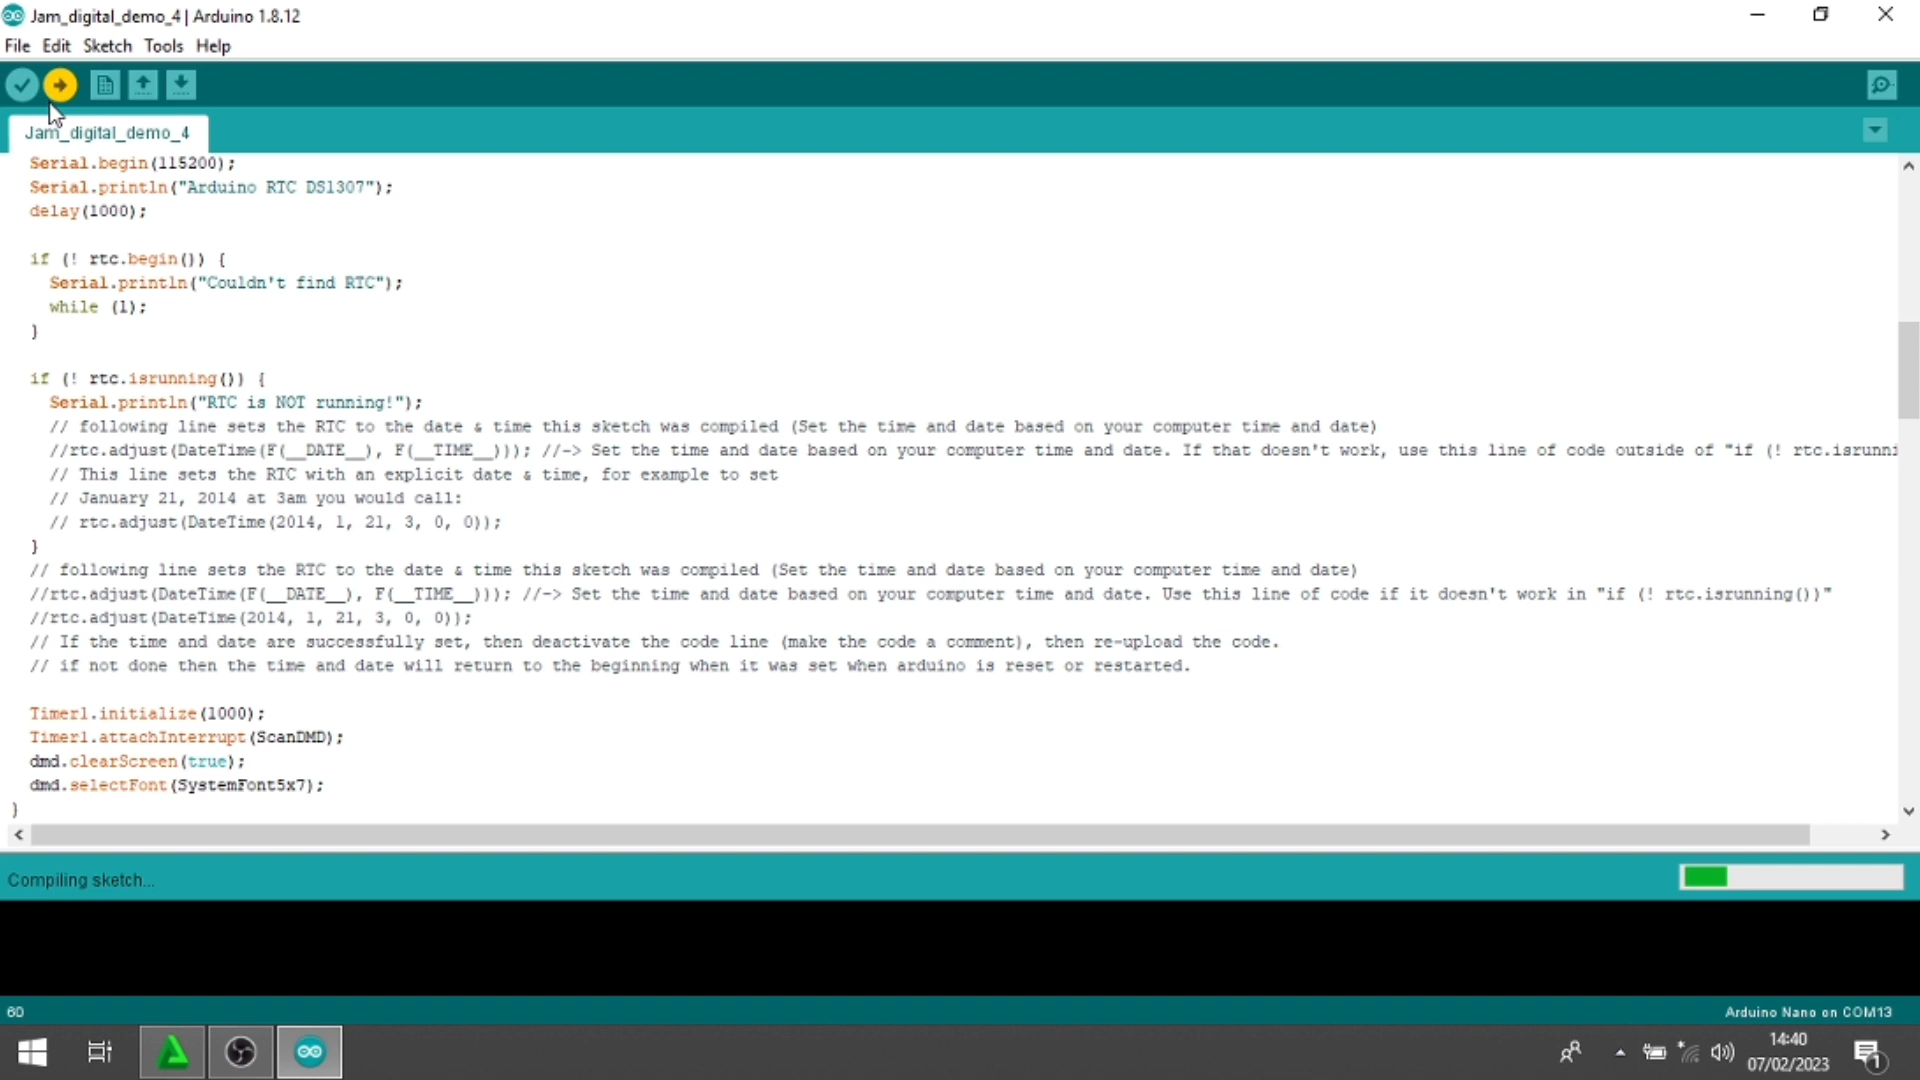 Jam_digital_demo_4 | Arduino 1.8.12
File Edit Sketch Tools Help
Jam_digital_demo_4
Serial.begin(115200);
Serial.println("Arduino RTC DS1307");
delay(1000);
if (! rtc.begin()) {
Serial.println("Couldn't find RTC");
while (1);
}
if (! rtc.isrunning()) {
Serial.println("RTC is NOT running!");
// following line sets the RTC to the date & time this sketch was compiled (Set the time and date based on your computer time and date)
//rtc.adjust(DateTime(F(__DATE__), F(__TIME__))); //-> Set the time and date based on your computer time and date. If that doesn't work, use this line of code outside of "if (! rtc.isrunni
// This line sets the RTC with an explicit date & time, for example to set
// January 21, 2014 at 3am you would call:
// rtc.adjust(DateTime(2014, 1, 21, 3, 0, 0));
}
// following line sets the RTC to the date & time this sketch was compiled (Set the time and date based on your computer time and date)
//rtc.adjust(DateTime(F(__DATE__), F(__TIME__))); //-> Set the time and date based on your computer time and date. Use this line of code if it doesn't work in "if (! rtc.isrunning())"
//rtc.adjust(DateTime(2014, 1, 21, 3, 0, 0));
// If the time and date are successfully set, then deactivate the code line (make the code a comment), then re-upload the code.
// if not done then the time and date will return to the beginning when it was set when arduino is reset or restarted.
Timer1.initialize(1000);
Timer1.attachInterrupt(ScanDMD);
dmd.clearScreen(true);
dmd.selectFont(SystemFont5x7);
}
Compiling sketch...
60
Arduino Nano on COM13
14:40
07/02/2023
1